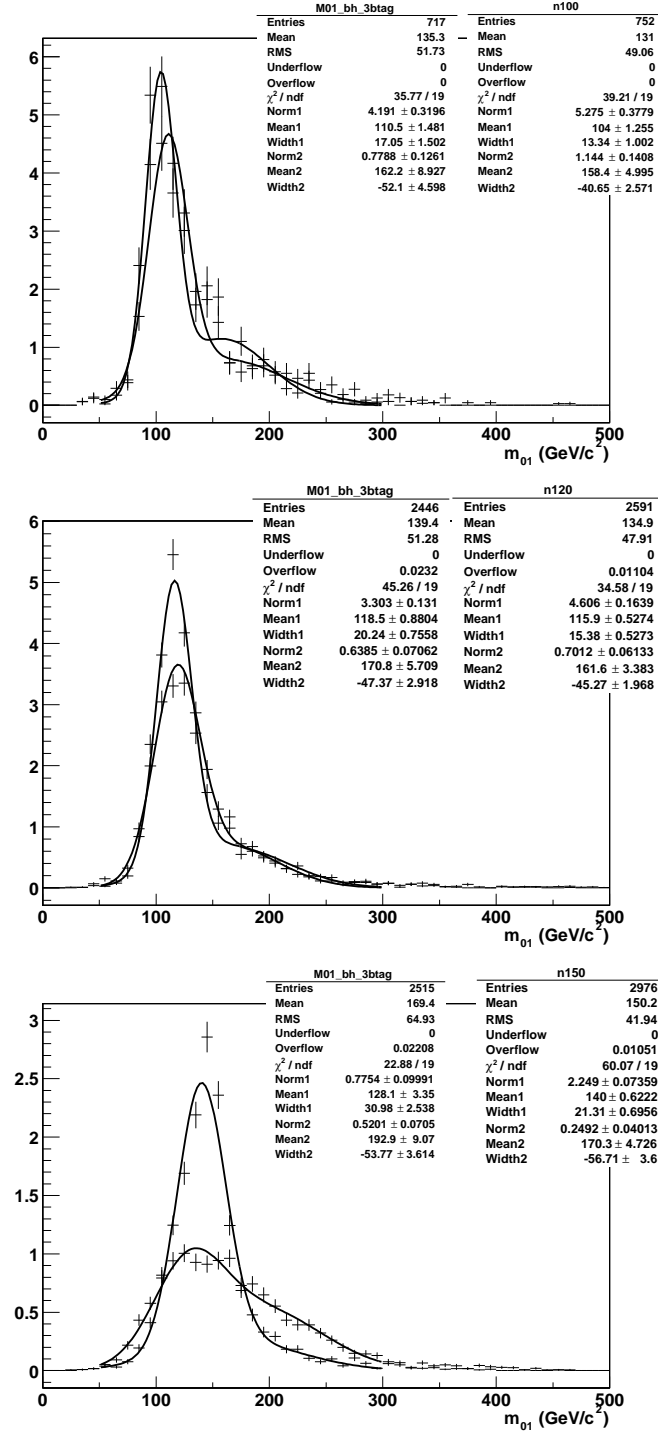 M01_bh_3btag
Entries 717
Mean 135.3
RMS 51.73
Underflow 0
Overflow 0
χ² / ndf 35.77 / 19
Norm1 4.191 ± 0.3196
Mean1 110.5 ± 1.481
Width1 17.05 ± 1.502
Norm2 0.7788 ± 0.1261
Mean2 162.2 ± 8.927
Width2 -52.1 ± 4.598
n100
Entries 752
Mean 131
RMS 49.06
Underflow 0
Overflow 0
χ² / ndf 39.21 / 19
Norm1 5.275 ± 0.3779
Mean1 104 ± 1.255
Width1 13.34 ± 1.002
Norm2 1.144 ± 0.1408
Mean2 158.4 ± 4.995
Width2 -40.65 ± 2.571
6
5
4
3
2
1
0
0 100 200 300 400 500
m01 (GeV/c²)
M01_bh_3btag
Entries 2446
Mean 139.4
RMS 51.28
Underflow 0
Overflow 0.0232
χ² / ndf 45.26 / 19
Norm1 3.303 ± 0.131
Mean1 118.5 ± 0.8804
Width1 20.24 ± 0.7558
Norm2 0.6385 ± 0.07062
Mean2 170.8 ± 5.709
Width2 -47.37 ± 2.918
n120
Entries 2591
Mean 134.9
RMS 47.91
Underflow 0
Overflow 0.01104
χ² / ndf 34.58 / 19
Norm1 4.606 ± 0.1639
Mean1 115.9 ± 0.5274
Width1 15.38 ± 0.5273
Norm2 0.7012 ± 0.06133
Mean2 161.6 ± 3.383
Width2 -45.27 ± 1.968
6
5
4
3
2
1
0
0 100 200 300 400 500
m01 (GeV/c²)
M01_bh_3btag
Entries 2515
Mean 169.4
RMS 64.93
Underflow 0
Overflow 0.02208
χ² / ndf 22.88 / 19
Norm1 0.7754 ± 0.09991
Mean1 128.1 ± 3.35
Width1 30.98 ± 2.538
Norm2 0.5201 ± 0.0705
Mean2 192.9 ± 9.07
Width2 -53.77 ± 3.614
n150
Entries 2976
Mean 150.2
RMS 41.94
Underflow 0
Overflow 0.01051
χ² / ndf 60.07 / 19
Norm1 2.249 ± 0.07359
Mean1 140 ± 0.6222
Width1 21.31 ± 0.6956
Norm2 0.2492 ± 0.04013
Mean2 170.3 ± 4.726
Width2 -56.71 ± 3.6
3
2.5
2
1.5
1
0.5
0
0 100 200 300 400 500
m01 (GeV/c²)